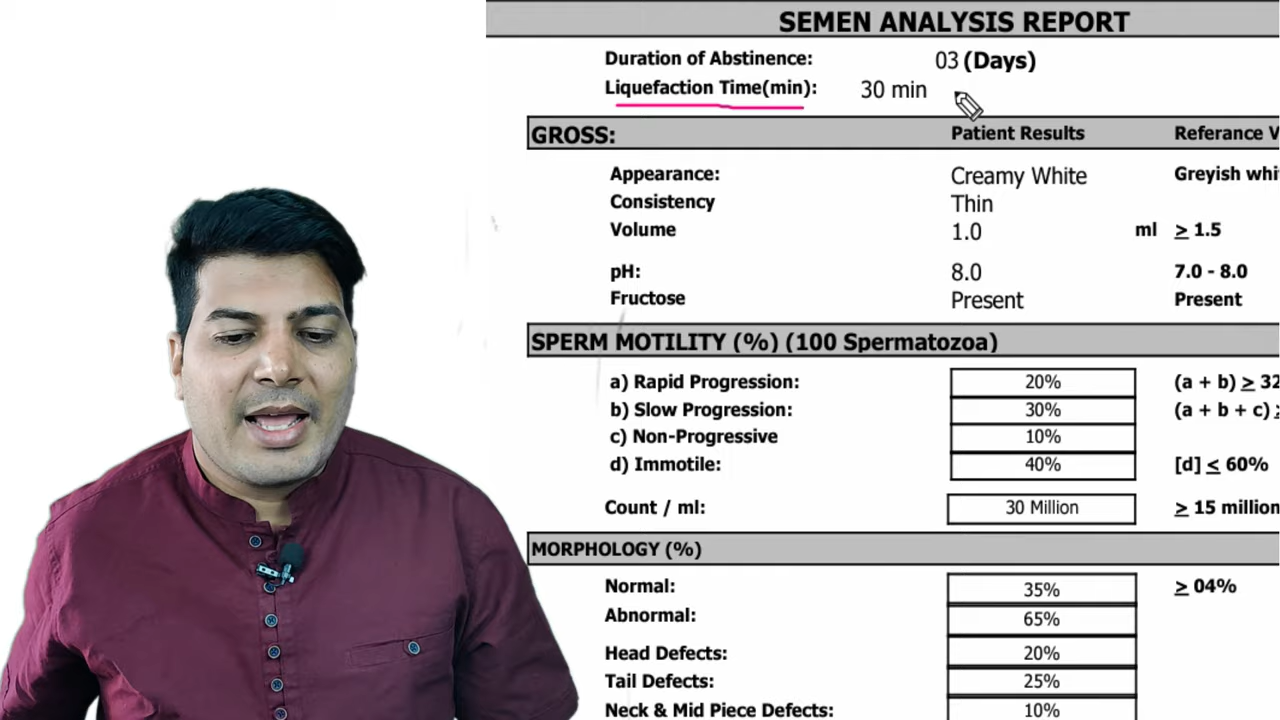 SEMEN ANALYSIS REPORT
Duration of Abstinence: 03 (Days)
Liquefaction Time(min): 30 min
GROSS: Patient Results Referance V
Appearance: Creamy White Greyish whi
Consistency Thin
Volume 1.0 ml ≥ 1.5
pH: 8.0 7.0 - 8.0
Fructose Present Present
SPERM MOTILITY (%) (100 Spermatozoa)
a) Rapid Progression: 20% (a + b) ≥ 32
b) Slow Progression: 30% (a + b + c) ≥
c) Non-Progressive 10%
d) Immotile: 40% [d] ≤ 60%
Count / ml: 30 Million ≥ 15 million
MORPHOLOGY (%)
Normal: 35% ≥ 04%
Abnormal: 65%
Head Defects: 20%
Tail Defects: 25%
Neck & Mid Piece Defects: 10%